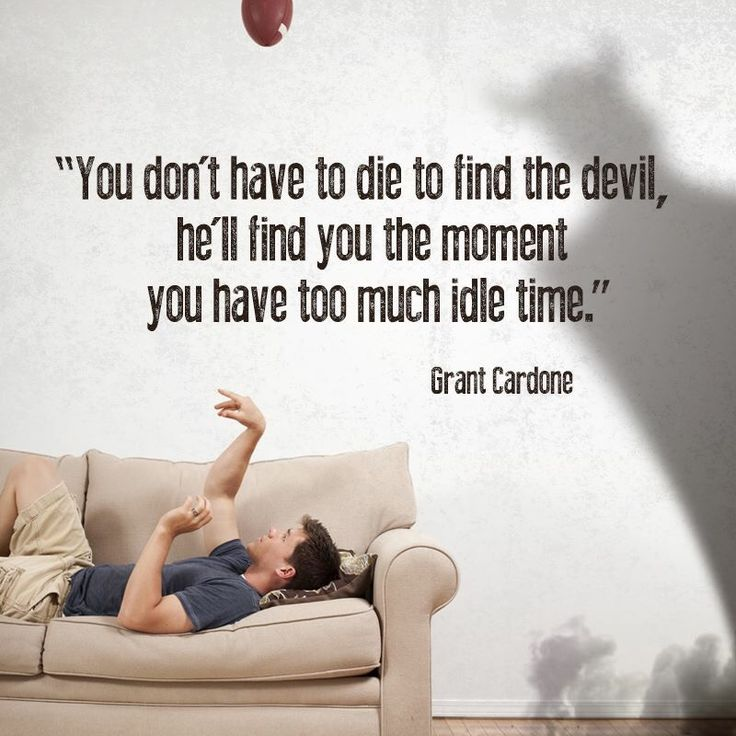 “You don't have to die to find the devil,
he'll find you the moment
you have too much idle time.”
Grant Cardone